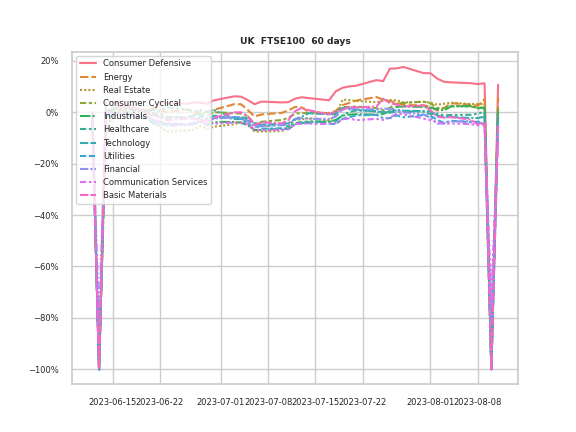 UK FTSE100 60 days
20%
0%
−20%
−40%
−60%
−80%
−100%
Consumer Defensive
Energy
Real Estate
Consumer Cyclical
Industrials
Healthcare
Technology
Utilities
Financial
Communication Services
Basic Materials
2023-06-15 2023-06-22 2023-07-01 2023-07-08 2023-07-15 2023-07-22 2023-08-01 2023-08-08